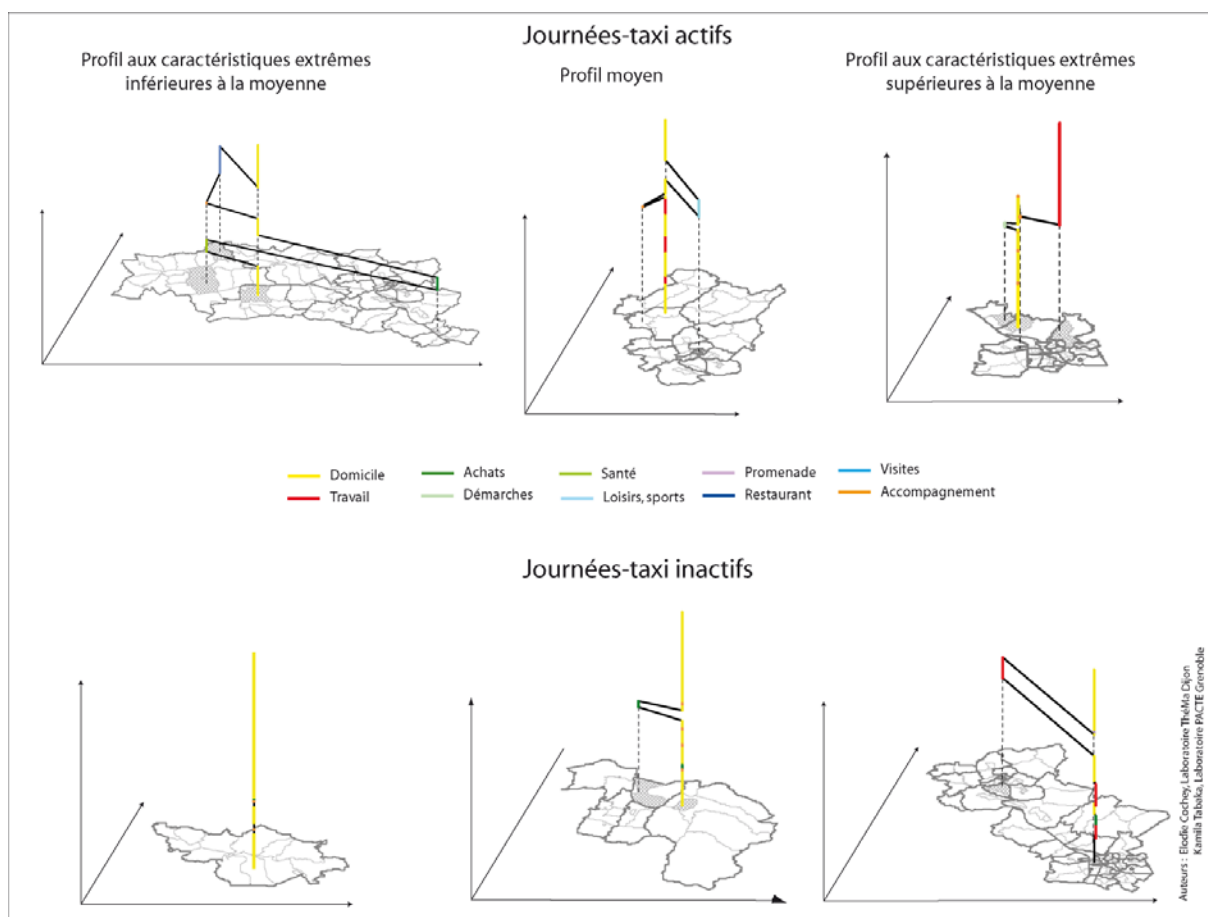 Journées-taxi actifs
Profil aux caractéristiques extrêmes
inférieures à la moyenne
Profil moyen
Profil aux caractéristiques extrêmes
supérieures à la moyenne
Domicile
Achats
Santé
Promenade
Visites
Travail
Démarches
Loisirs, sports
Restaurant
Accompagnement
Journées-taxi inactifs
Auteurs : Elodie Cochey, Laboratoire ThéMa Dijon
Kamila Tabaka, Laboratoire PACTE Grenoble